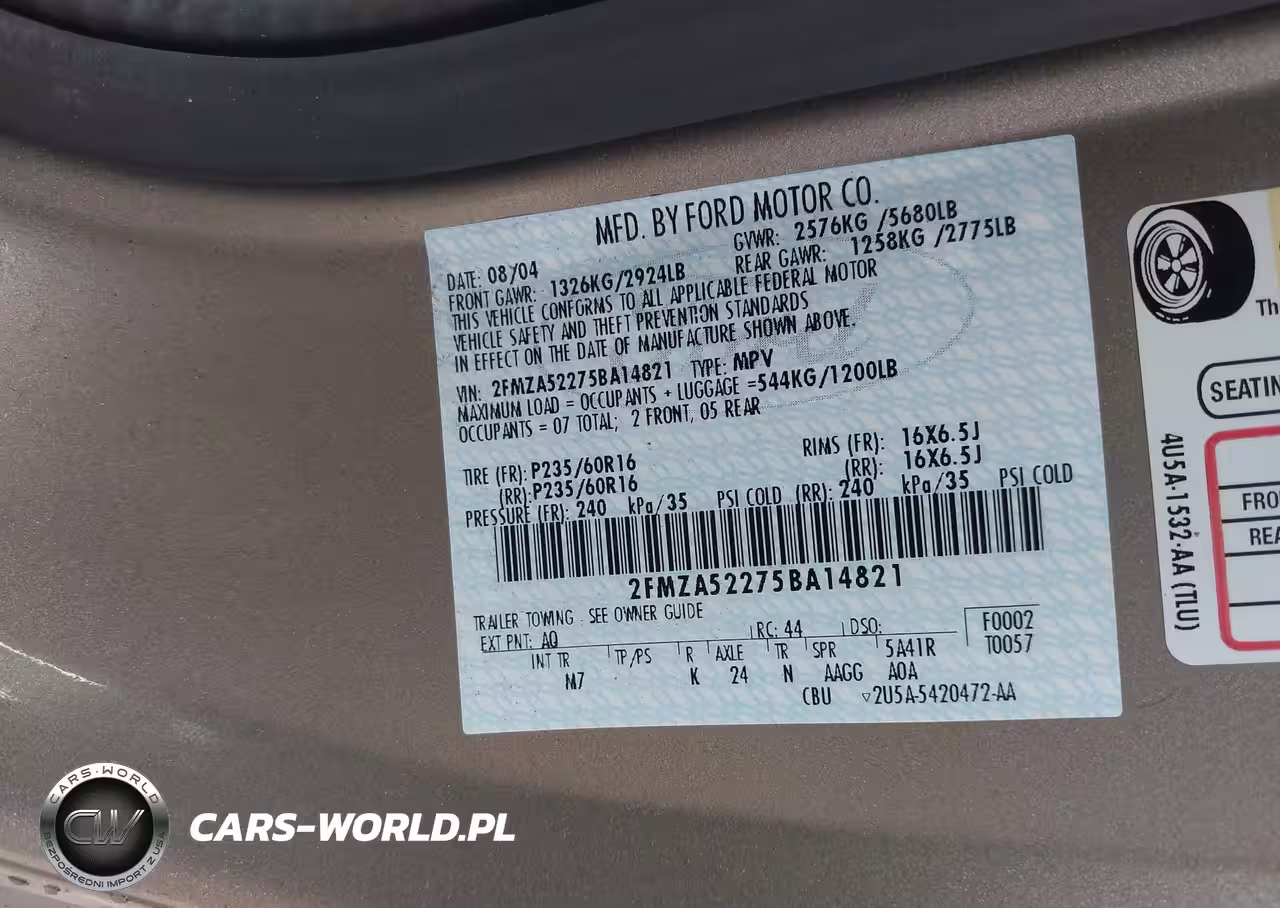 MFD. BY FORD MOTOR CO.
DATE: 08/04 GVWR: 2576KG /5680LB
FRONT GAWR: 1326KG/2924LB REAR GAWR: 1258KG /2775LB
THIS VEHICLE CONFORMS TO ALL APPLICABLE FEDERAL MOTOR
VEHICLE SAFETY AND THEFT PREVENTION STANDARDS
IN EFFECT ON THE DATE OF MANUFACTURE SHOWN ABOVE.
VIN: 2FMZA52275BA14821 TYPE: MPV
MAXIMUM LOAD = OCCUPANTS + LUGGAGE =544KG/1200LB
OCCUPANTS = 07 TOTAL; 2 FRONT, 05 REAR
TIRE (FR): P235/60R16 RIMS (FR): 16X6.5J
(RR): P235/60R16 (RR): 16X6.5J
PRESSURE (FR): 240 kPa/35 PSI COLD (RR): 240 kPa/35 PSI COLD
2FMZA52275BA14821
TRAILER TOWING - SEE OWNER GUIDE
EXT PNT: AQ RC: 44 DSO: F0002
INT TR TP/PS R AXLE TR SPR 5A41R T0057
M7 K 24 N AAGG A0A
CBU ▽2U5A-5420472-AA
Th
SEATIN
FRO
REA
4U5A-1532-AA (TLU)
CARS-WORLD
CW
BEZPOŚREDNI IMPORT Z USA
CARS-WORLD.PL